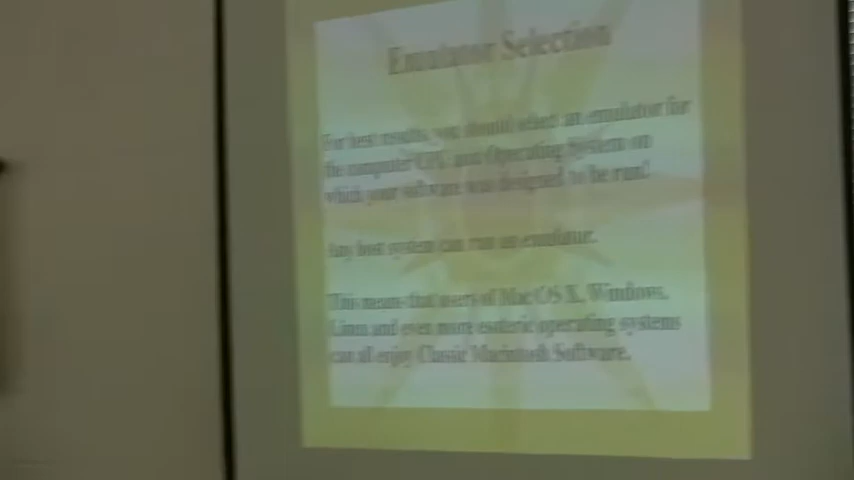 Emulator Selection
For best results, you should select an emulator for
the computer CPU and Operating System on
which your software was designed to be run!
Any host system can run an emulator.
This means that users of Mac OS X, Windows,
Linux and even more esoteric operating systems
can all enjoy Classic Macintosh Software.